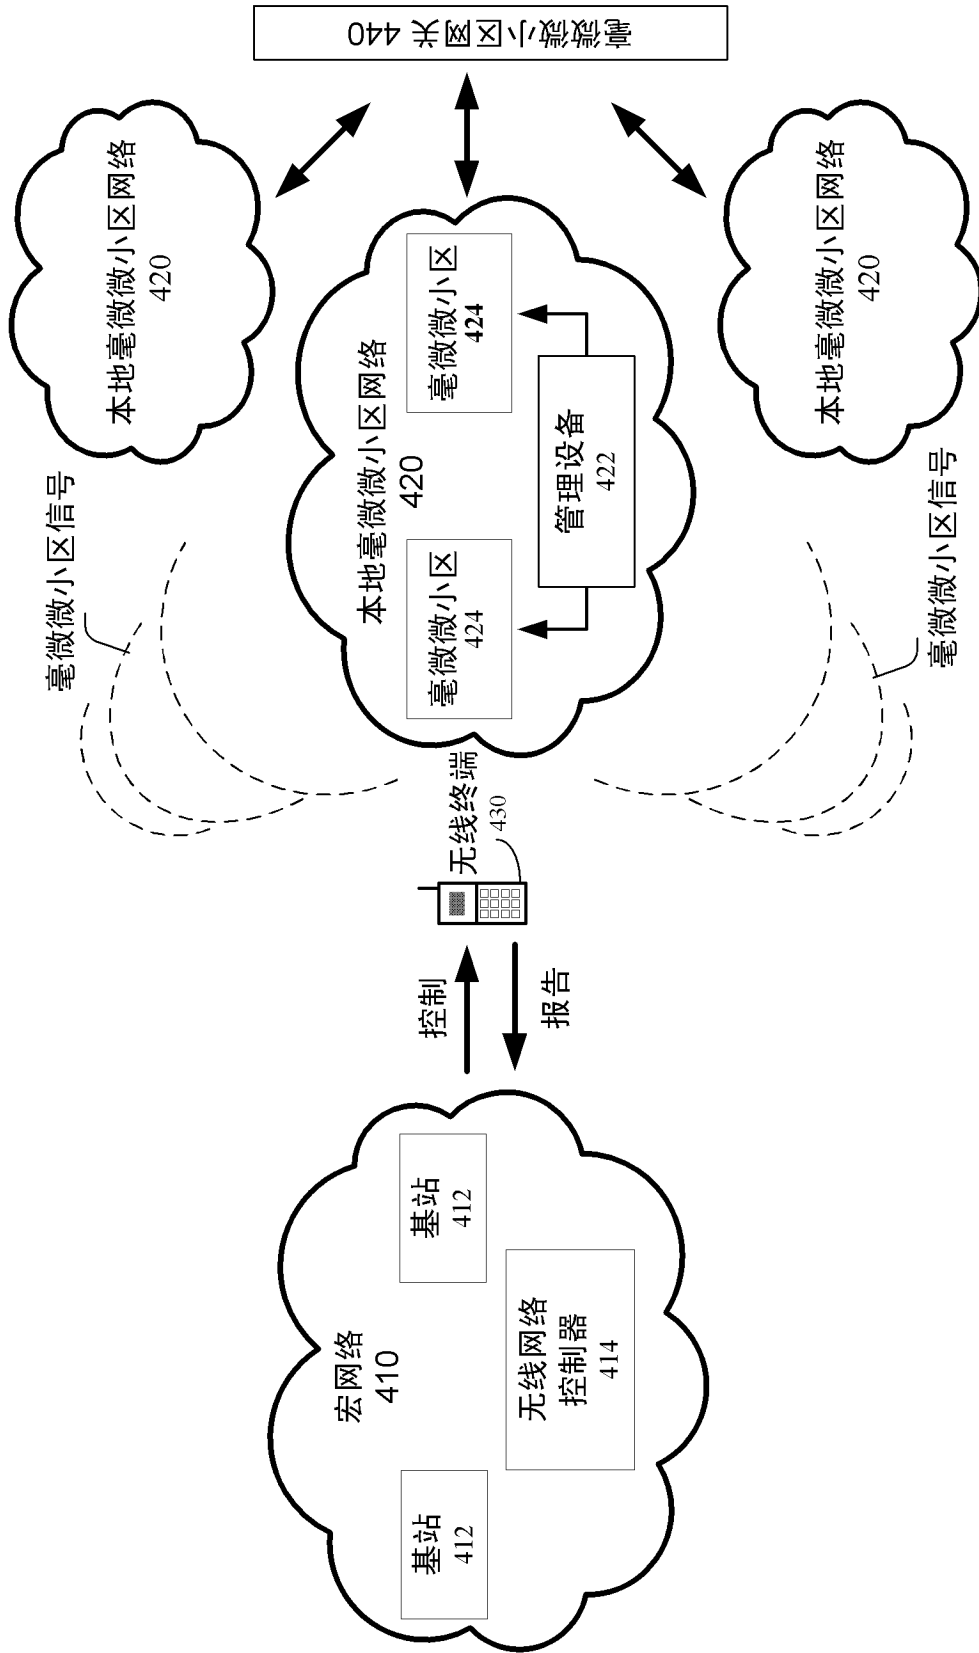 宏网络
410
基站
412
基站
412
无线网络
控制器
414
控制
报告
无线终端
430
毫微微小区信号
毫微微小区信号
本地毫微微小区网络
420
本地毫微微小区网络
420
毫微微小区
424
毫微微小区
424
管理设备
422
本地毫微微小区网络
420
毫微微小区网关 440